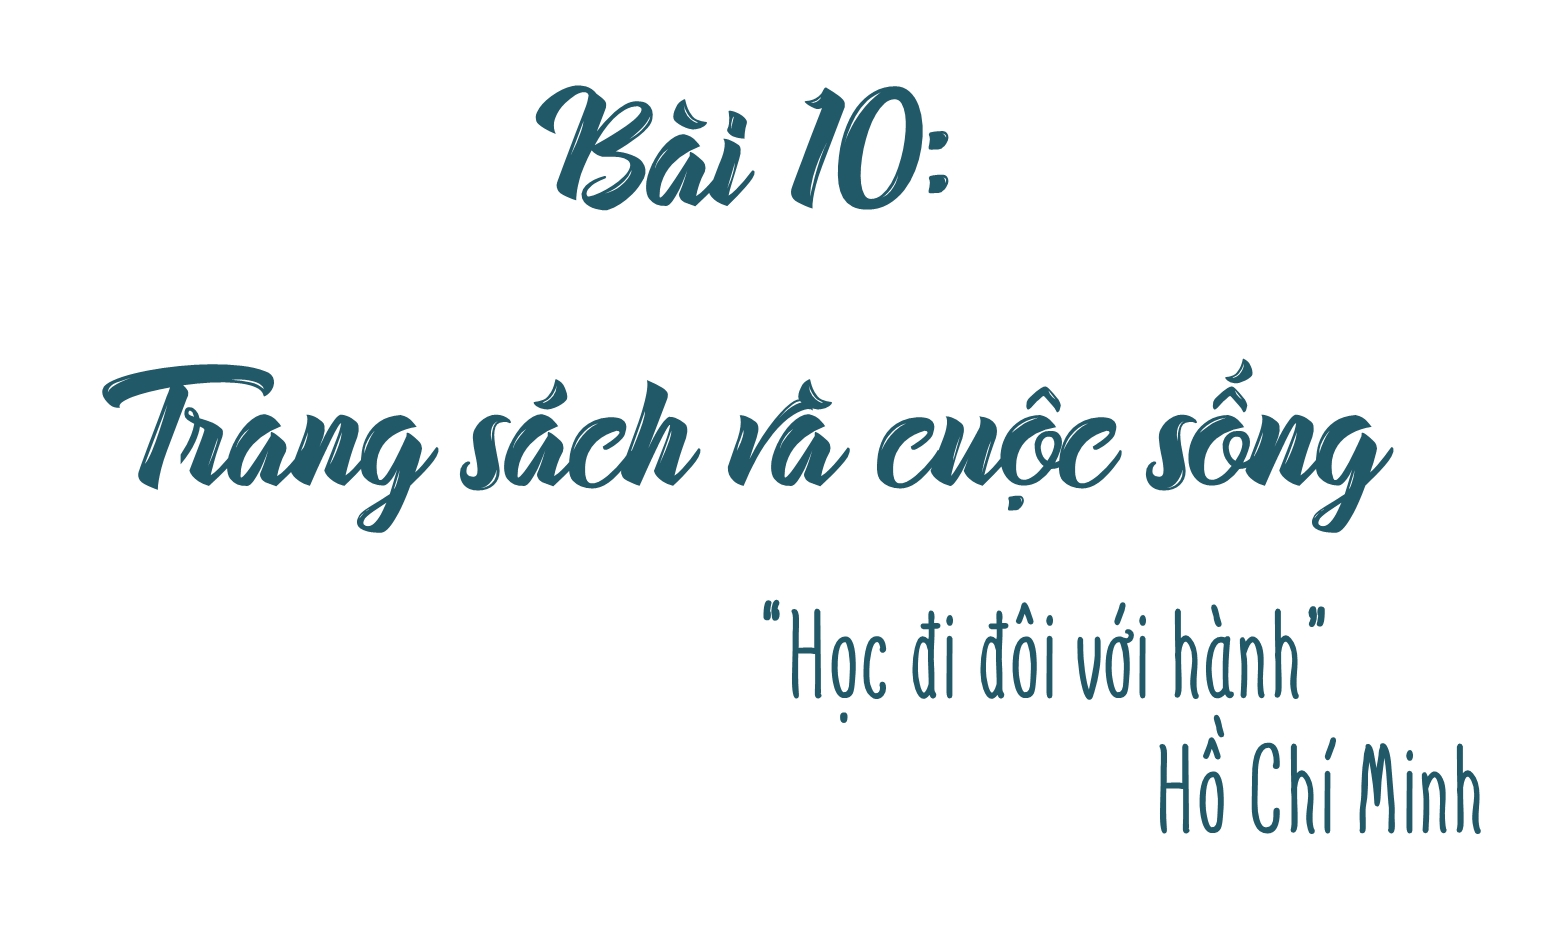 Bài 10:
Trang sách và cuộc sống
“Học đi đôi với hành”
Hồ Chí Minh